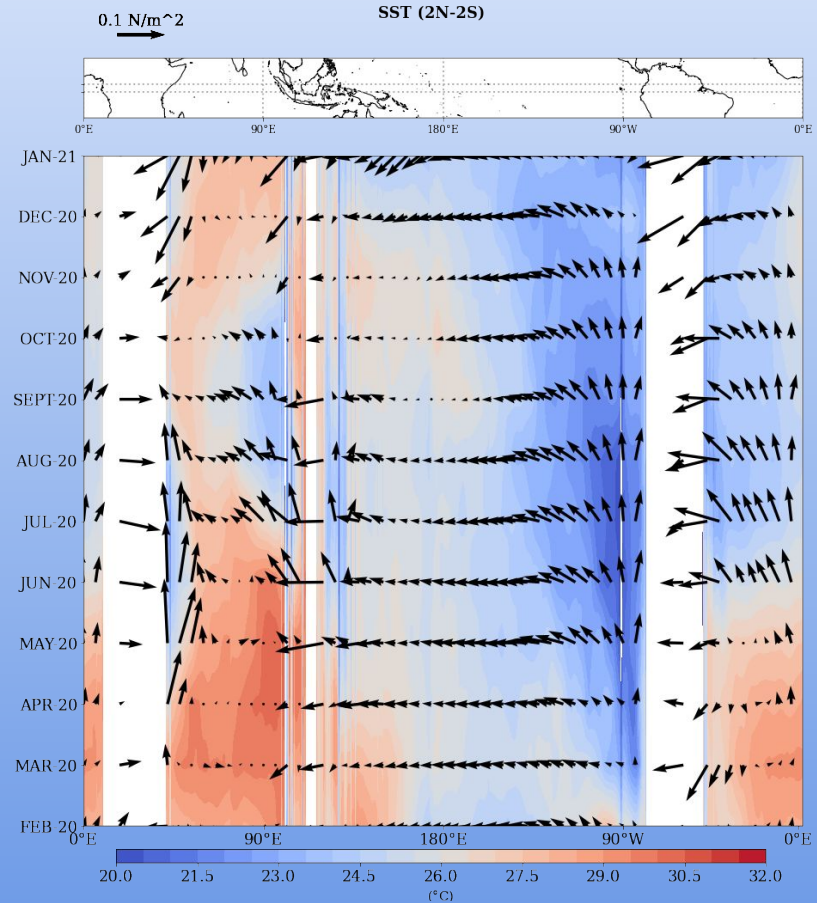 SST (2N-2S)
0.1 N/m^2
0°E 90°E 180°E 90°W 0°E
JAN-21
DEC-20
NOV-20
OCT-20
SEPT-20
AUG-20
JUL-20
JUN-20
MAY 20
APR 20
MAR 20
FEB 20
0°E 90°E 180°E 90°W 0°E
20.0 21.5 23.0 24.5 26.0 27.5 29.0 30.5 32.0
(°C)